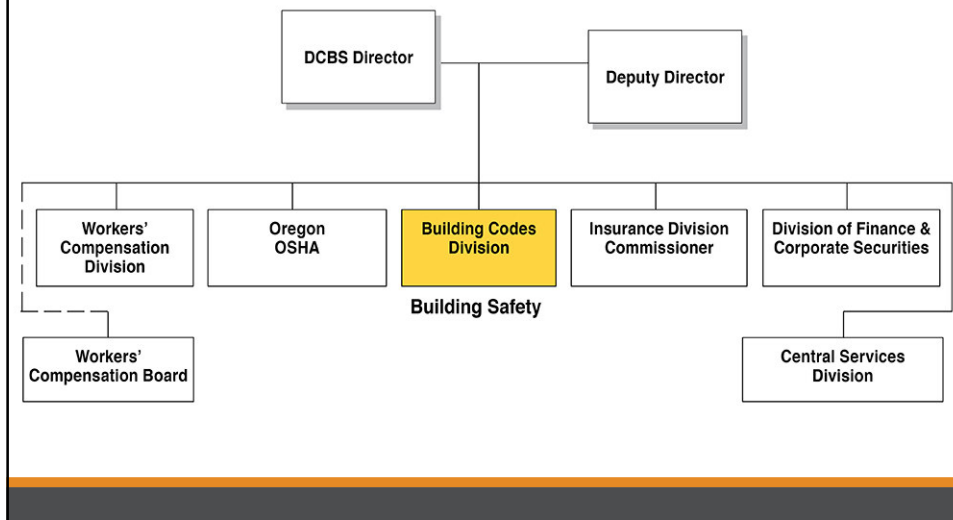 DCBS Director
Deputy Director
Workers'
Compensation
Division
Oregon
OSHA
Building Codes
Division
Insurance Division
Commissioner
Division of Finance &
Corporate Securities
Building Safety
Workers'
Compensation Board
Central Services
Division